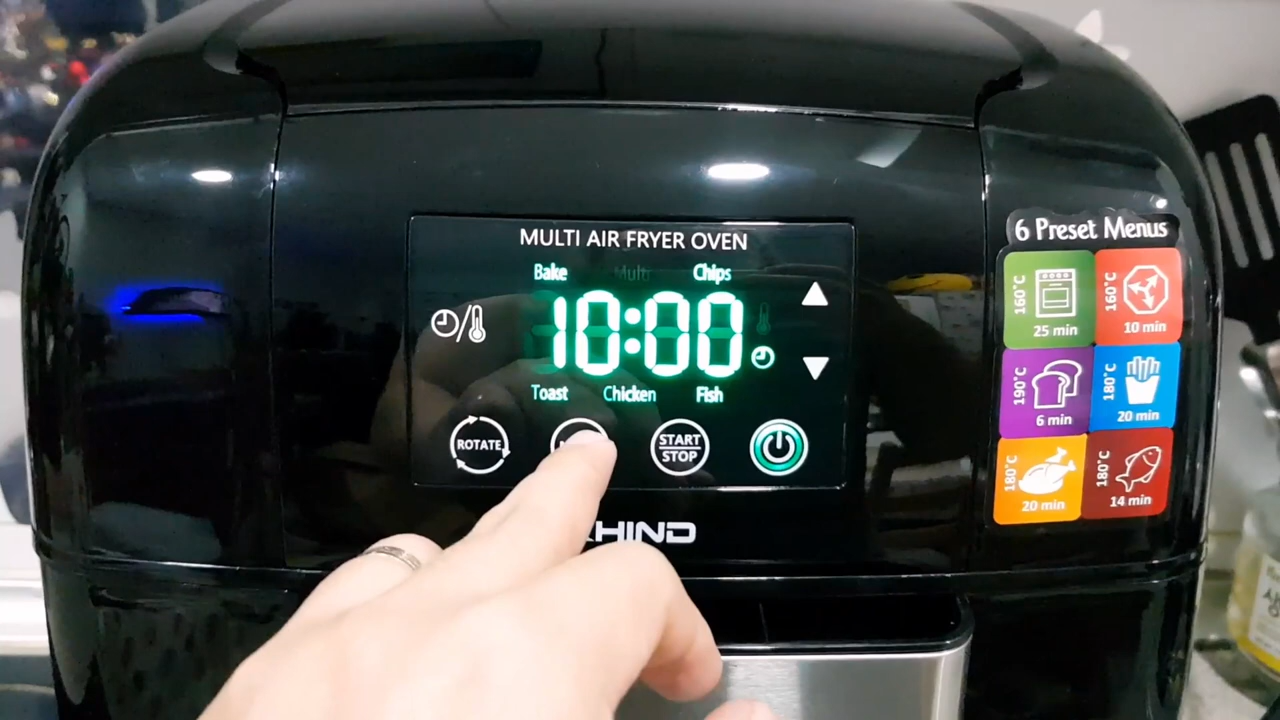 MULTI AIR FRYER OVEN
Bake Multi Chips
10:00
Toast Chicken Fish
ROTATE
START
STOP
HIND
6 Preset Menus
160°C
25 min
160°C
10 min
190°C
6 min
180°C
20 min
180°C
20 min
180°C
14 min